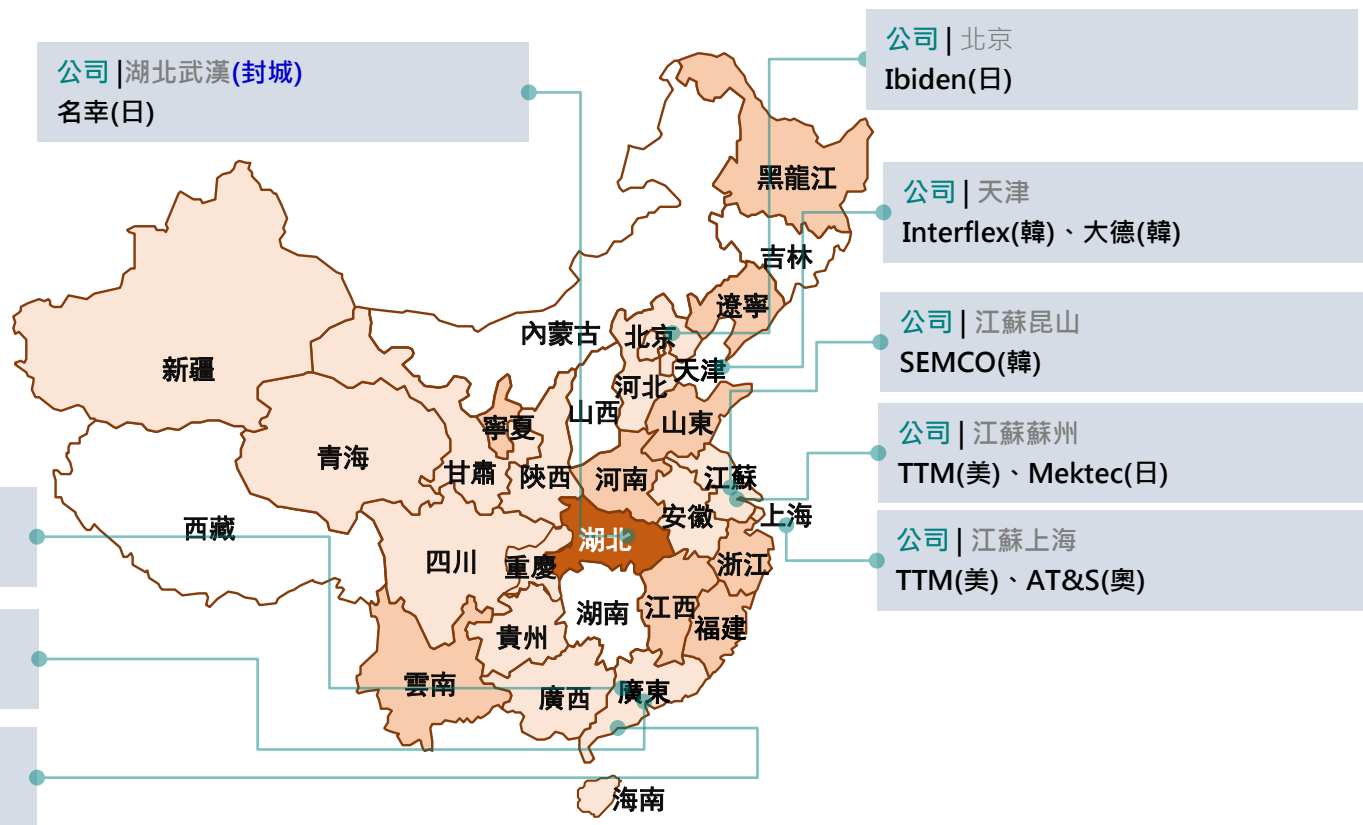 公司 |湖北武漢(封城)
名幸(日)
公司 | 北京
Ibiden(日)
公司 | 天津
Interflex(韓)、大德(韓)
公司 | 江蘇昆山
SEMCO(韓)
公司 | 江蘇蘇州
TTM(美)、Mektec(日)
公司 | 江蘇上海
TTM(美)、AT&S(奧)
黑龍江
吉林
遼寧
內蒙古
北京
天津
新疆
河北
山西
山東
寧夏
青海
甘肅
陝西
河南
江蘇
安徽
上海
西藏
湖北
四川
重慶
浙江
湖南
江西
福建
貴州
雲南
廣西
廣東
海南